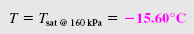 T = T_sat @ 160 kPa = −15.60°C